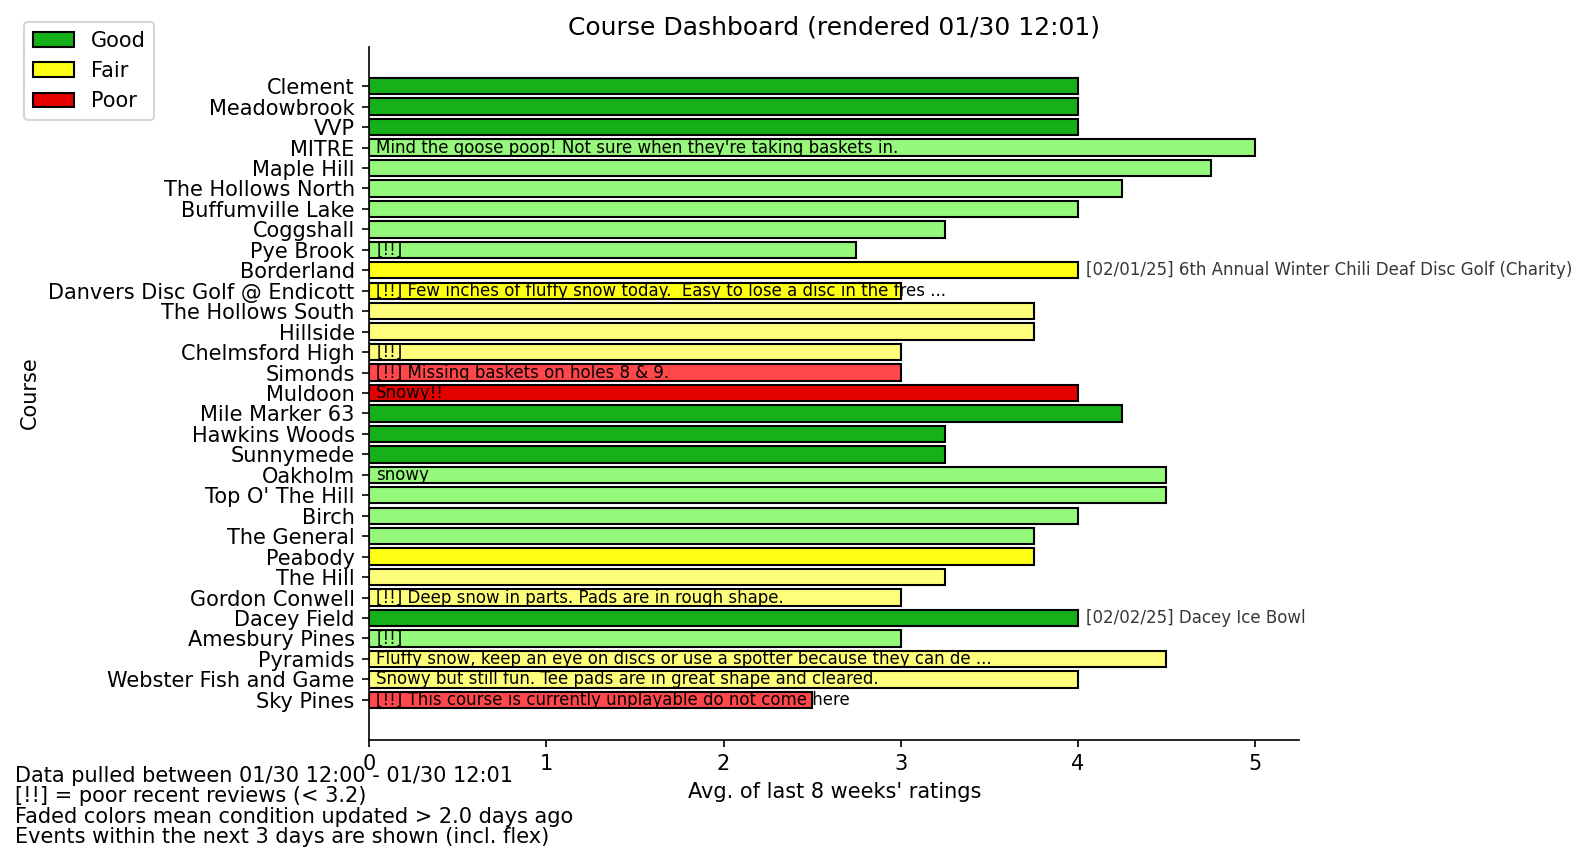 Course Dashboard (rendered 01/30 12:01)
Good
Fair
Poor
Course
Clement
Meadowbrook
VVP
MITRE Mind the goose poop! Not sure when they're taking baskets in.
Maple Hill
The Hollows North
Buffumville Lake
Coggshall
Pye Brook [!!]
Borderland [02/01/25] 6th Annual Winter Chili Deaf Disc Golf (Charity)
Danvers Disc Golf @ Endicott [!!] Few inches of fluffy snow today.  Easy to lose a disc in the fres ...
The Hollows South
Hillside
Chelmsford High [!!]
Simonds [!!] Missing baskets on holes 8 & 9.
Muldoon Snowy!!
Mile Marker 63
Hawkins Woods
Sunnymede
Oakholm snowy
Top O' The Hill
Birch
The General
Peabody
The Hill
Gordon Conwell [!!] Deep snow in parts. Pads are in rough shape.
Dacey Field [02/02/25] Dacey Ice Bowl
Amesbury Pines [!!]
Pyramids Fluffy snow, keep an eye on discs or use a spotter because they can de ...
Webster Fish and Game Snowy but still fun. Tee pads are in great shape and cleared.
Sky Pines [!!] This course is currently unplayable do not come here
0 1 2 3 4 5
Avg. of last 8 weeks' ratings
Data pulled between 01/30 12:00 - 01/30 12:01
[!!] = poor recent reviews (< 3.2)
Faded colors mean condition updated > 2.0 days ago
Events within the next 3 days are shown (incl. flex)